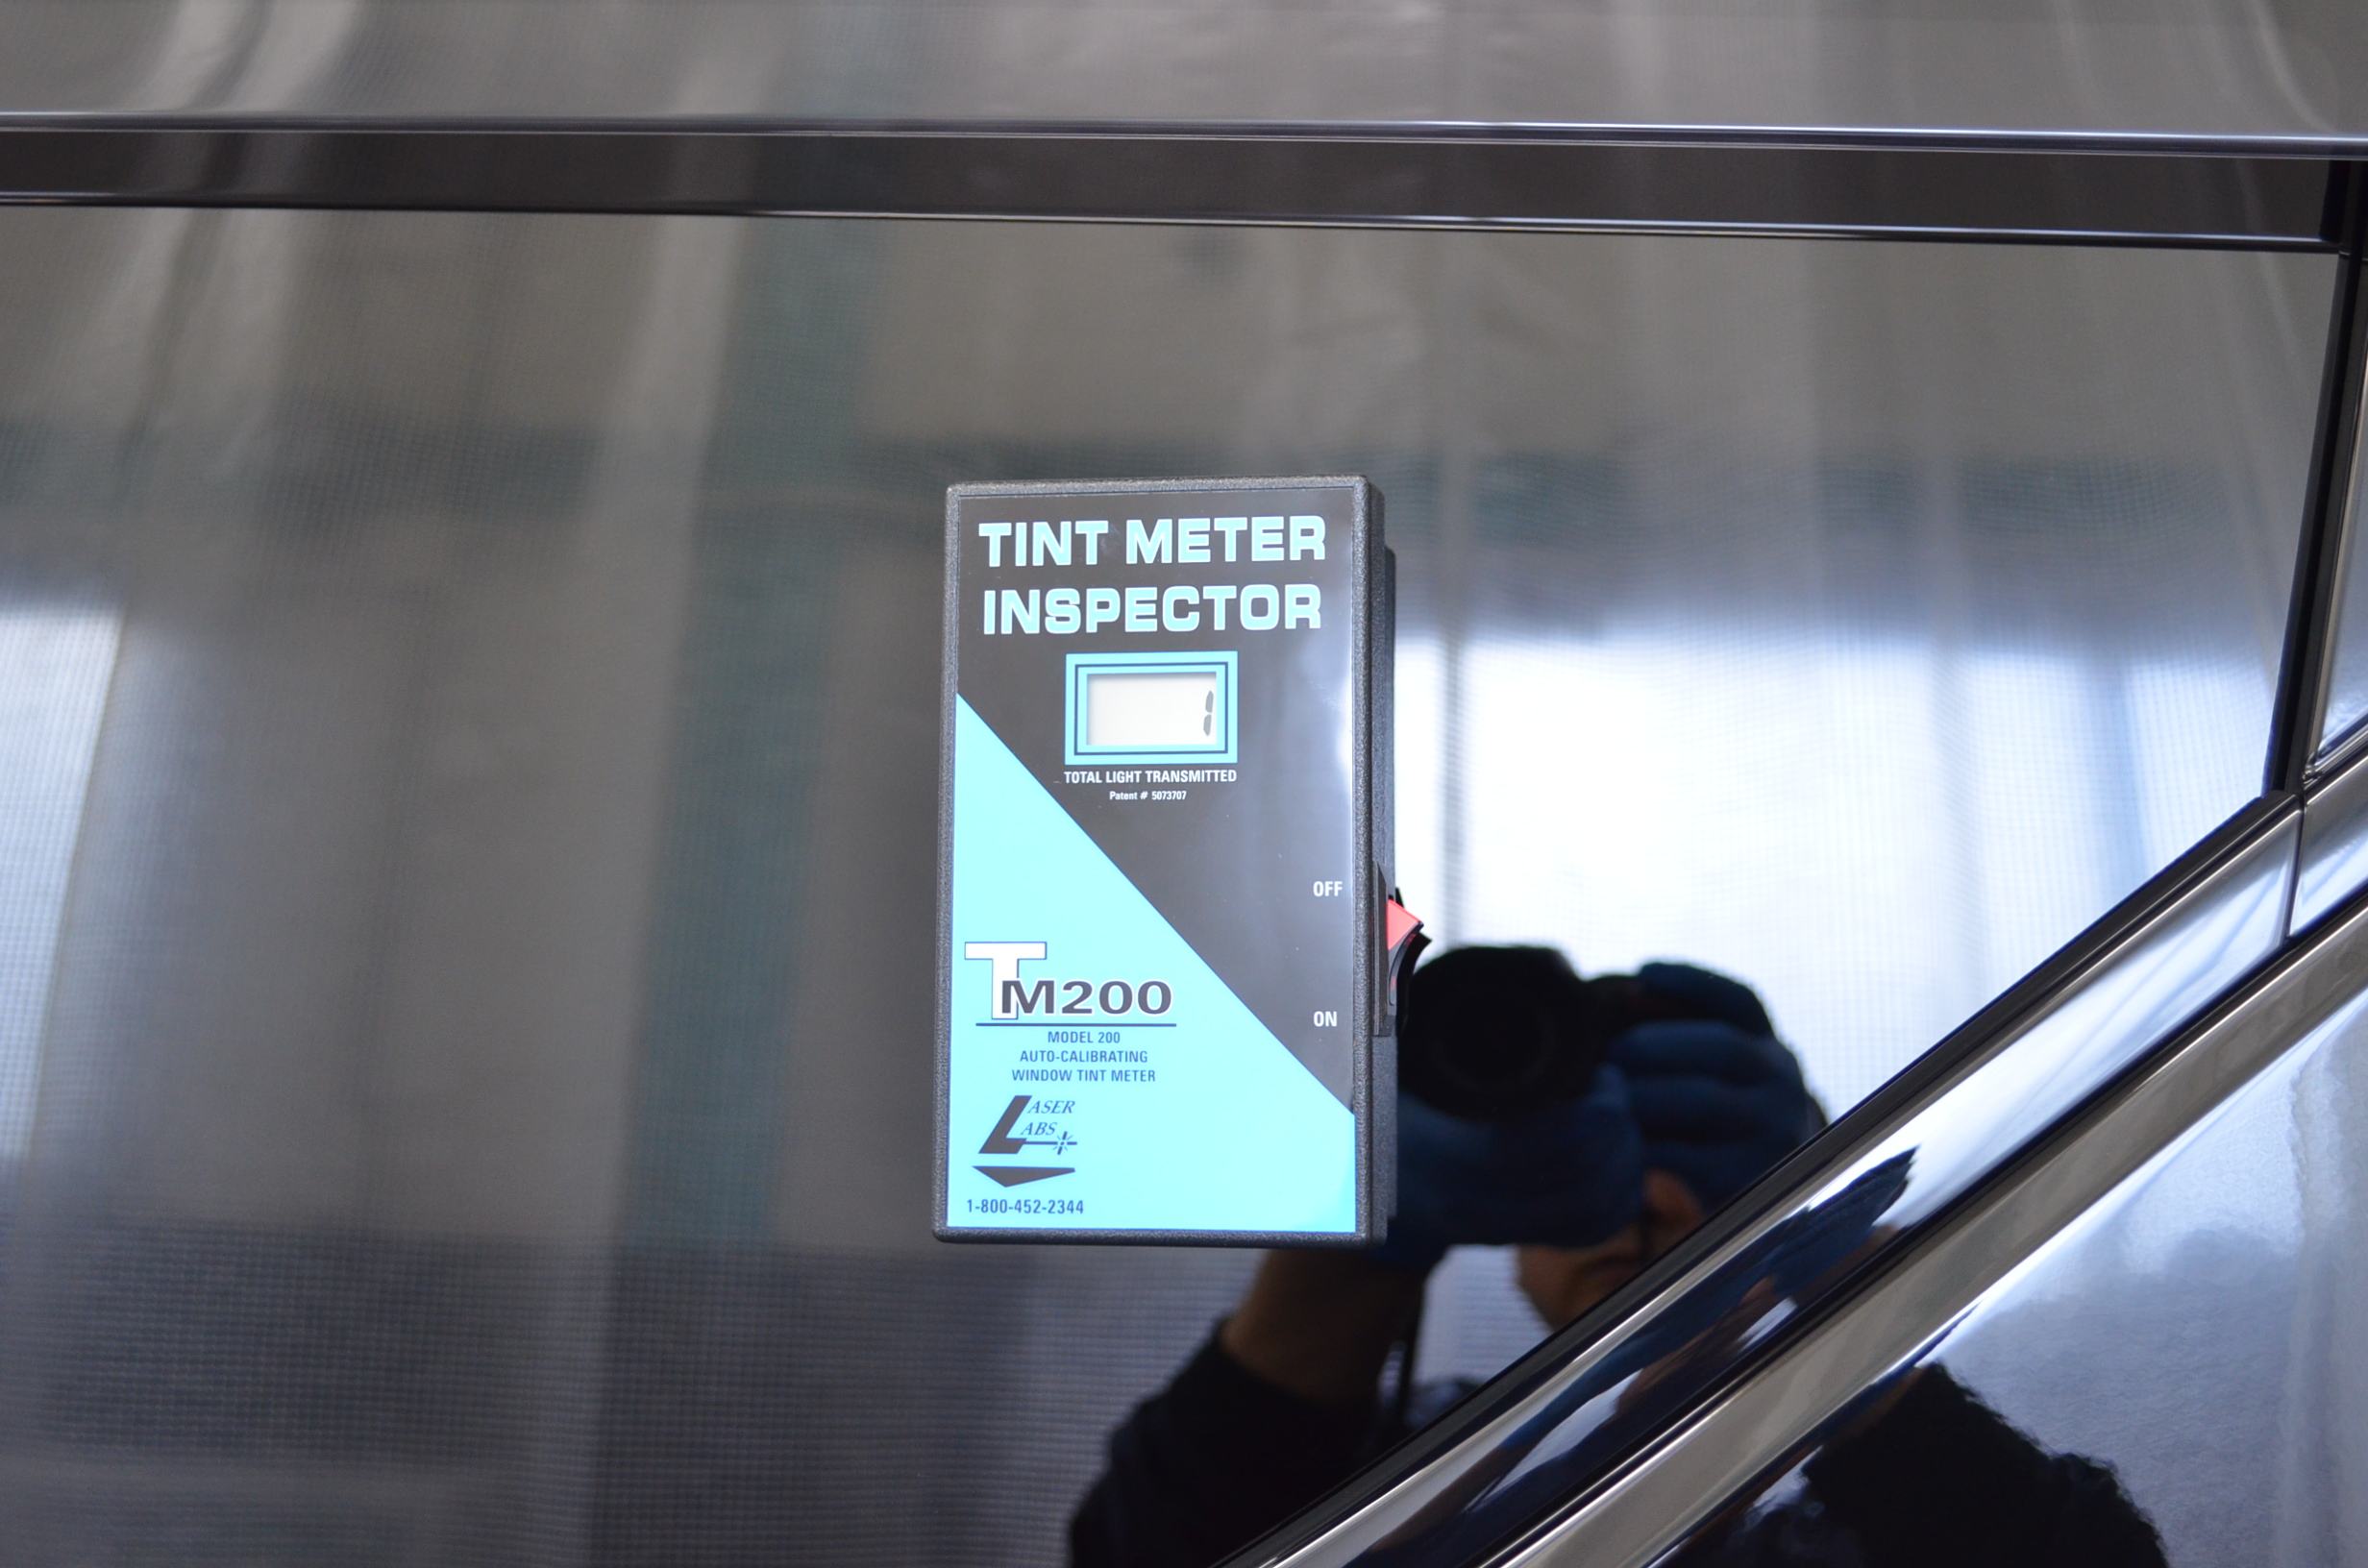 TINT METER
INSPECTOR
1
TOTAL LIGHT TRANSMITTED
Patent # 5073707
OFF
ON
TM200
MODEL 200
AUTO-CALIBRATING
WINDOW TINT METER
LASER
LABS
1-800-452-2344